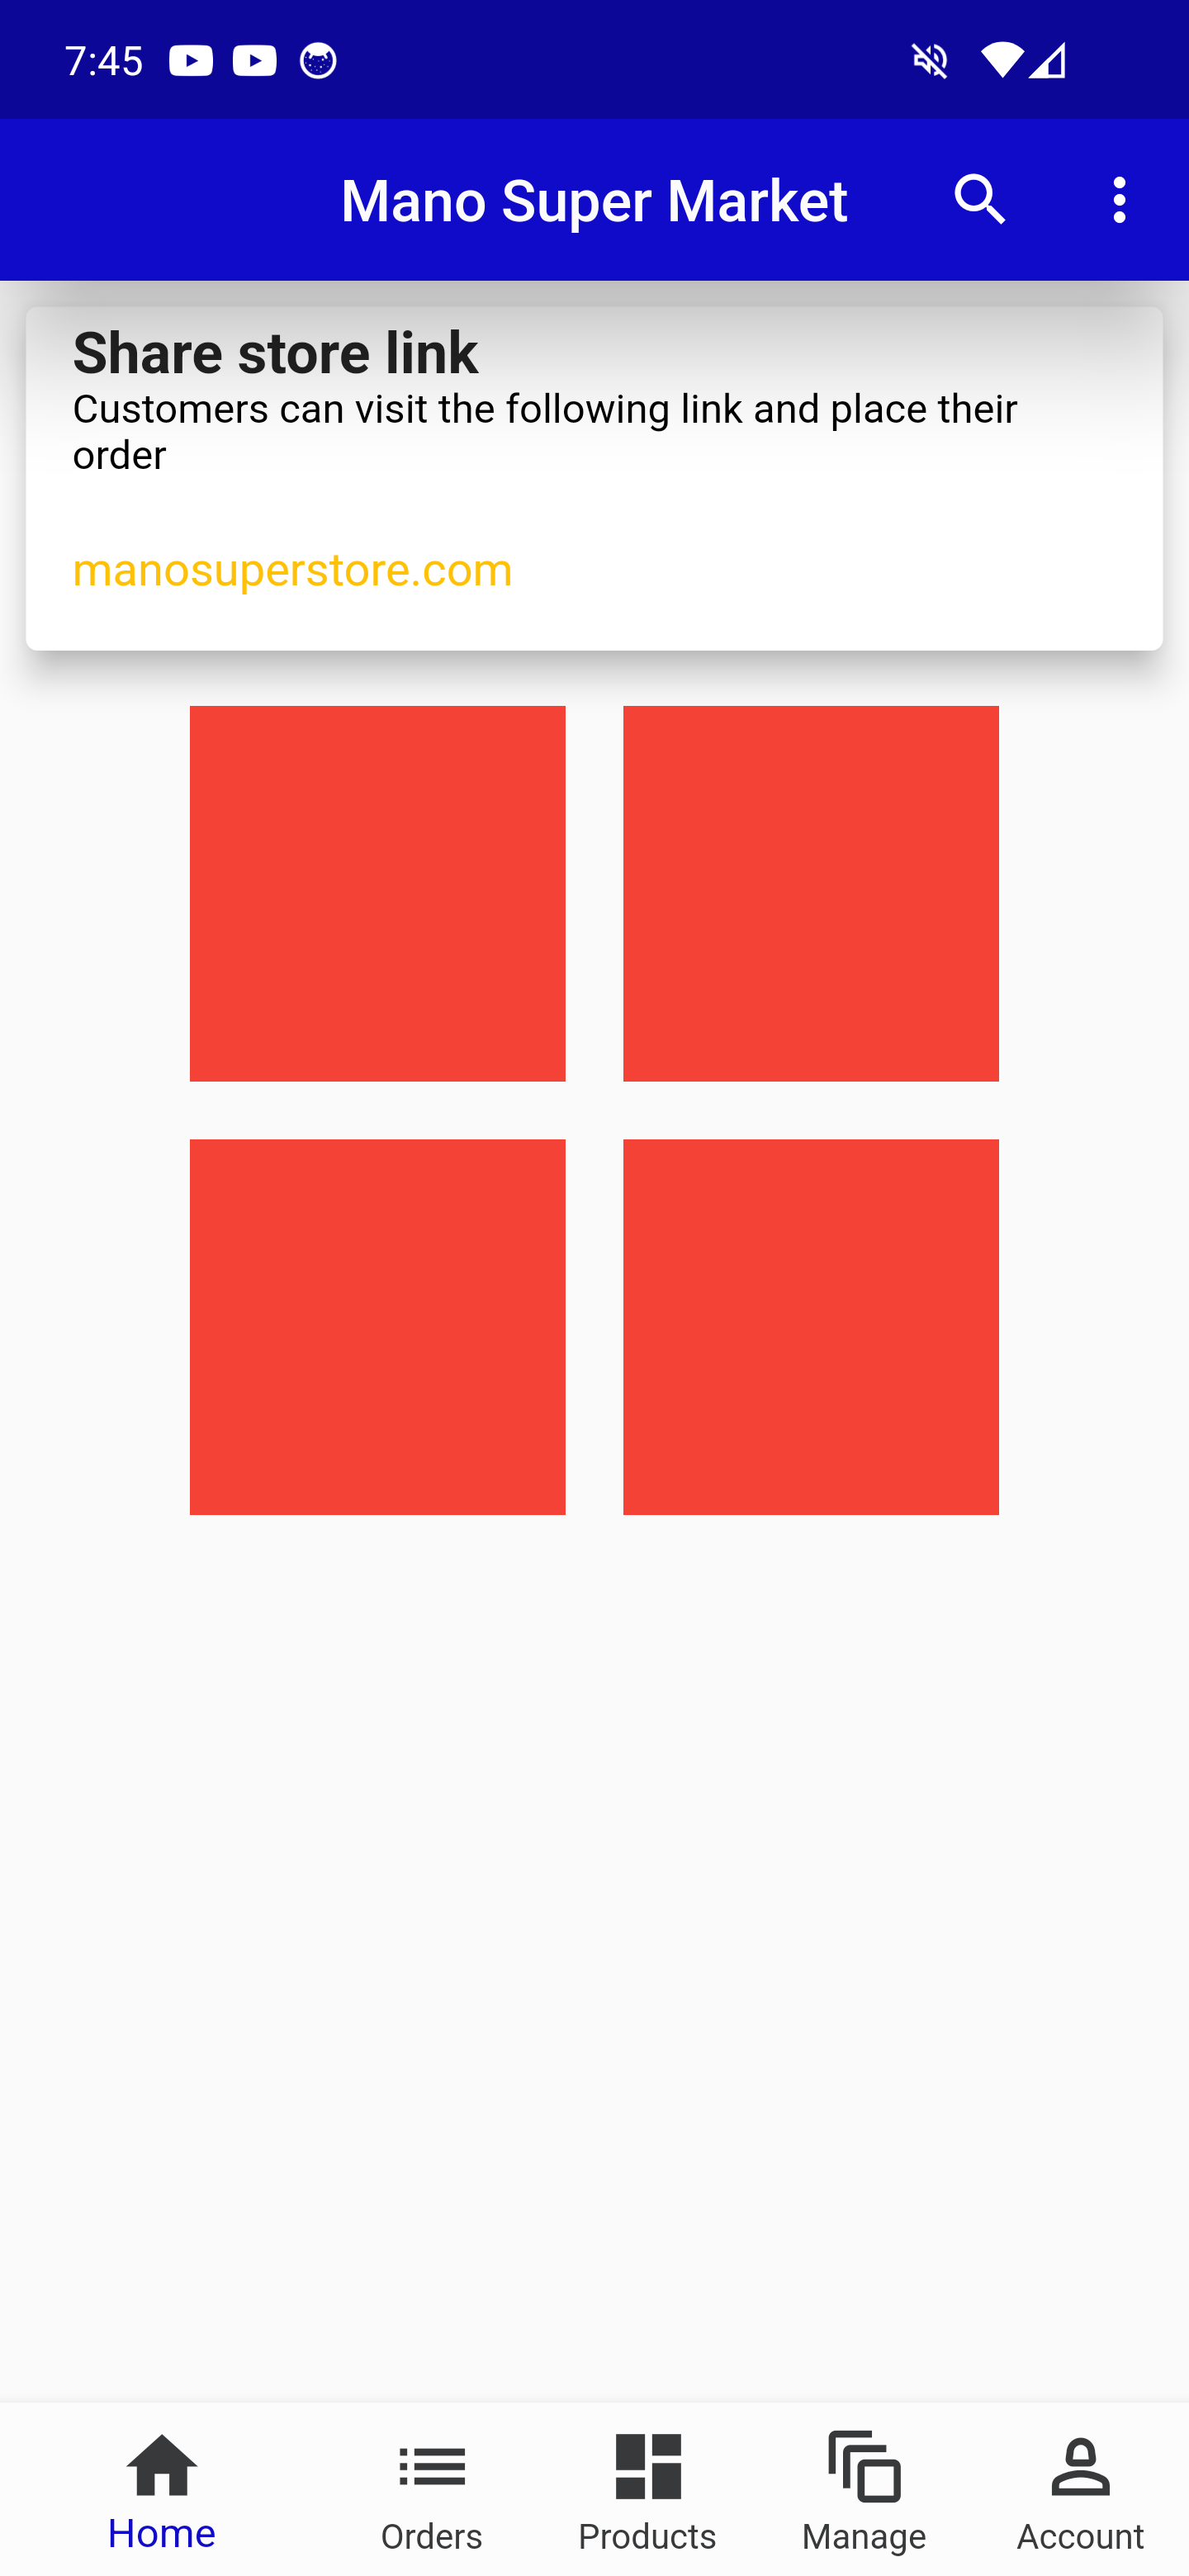 7:45
Mano Super Market
Share store link
Customers can visit the following link and place their
order
manosuperstore.com
Home
Orders
Products
Manage
Account